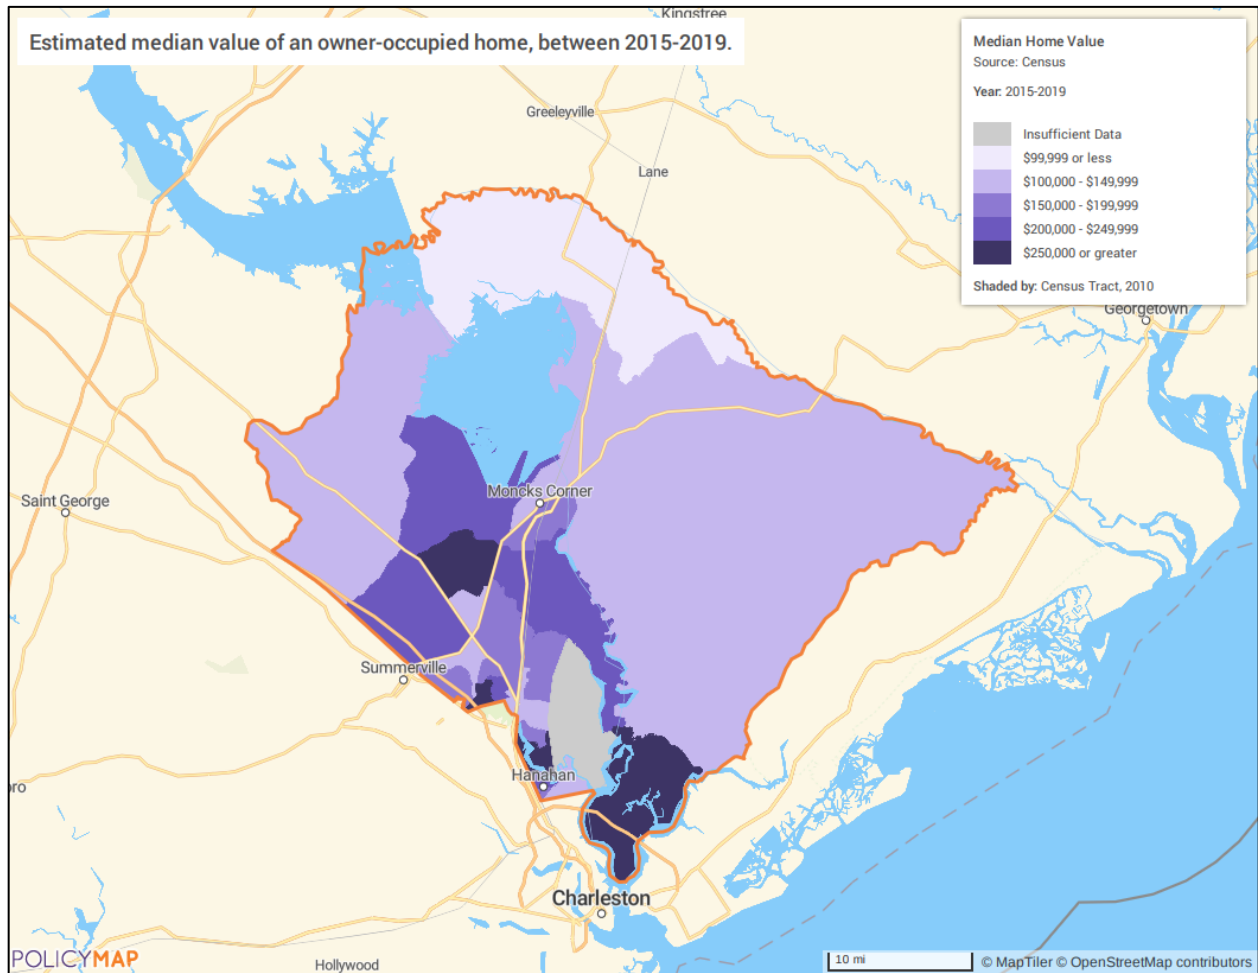 Kingstree
Estimated median value of an owner-occupied home, between 2015-2019.
Median Home Value
Source: Census
Year: 2015-2019
Insufficient Data
$99,999 or less
$100,000 - $149,999
$150,000 - $199,999
$200,000 - $249,999
$250,000 or greater
Shaded by: Census Tract, 2010
Greeleyville
Lane
Georgetown
Saint George
Moncks Corner
Summerville
Hanahan
oro
Charleston
POLICYMAP
Hollywood
10 mi
© MapTiler © OpenStreetMap contributors